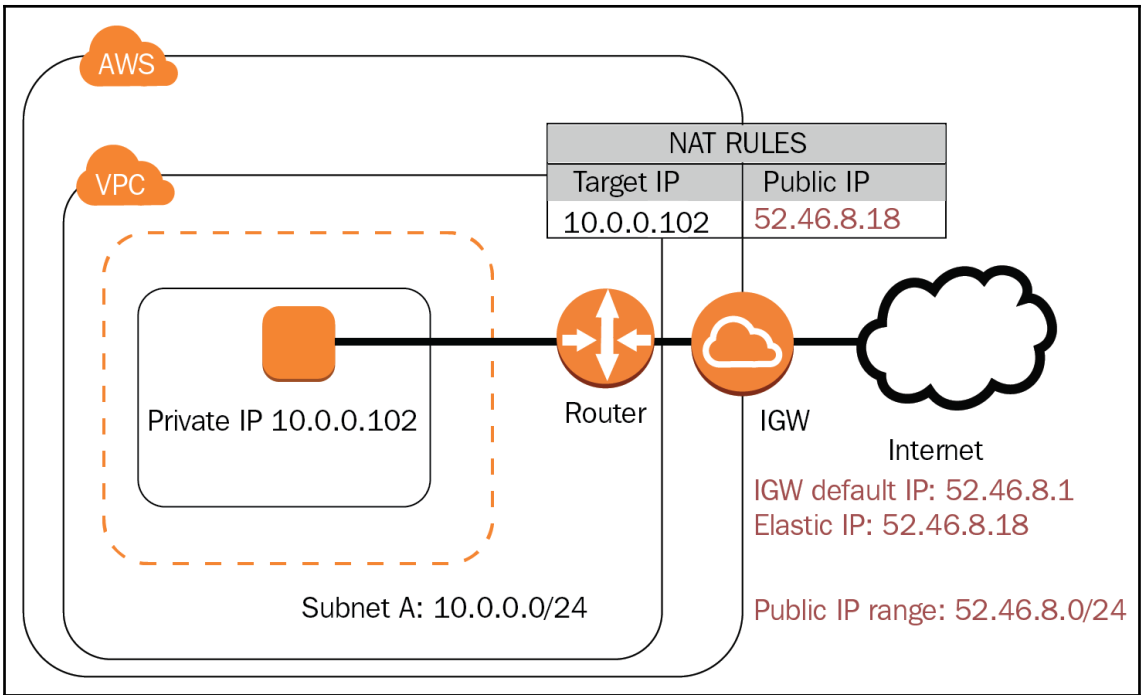 AWS
VPC
NAT RULES
Target IP Public IP
10.0.0.102 52.46.8.18
Private IP 10.0.0.102
Router
IGW
Internet
IGW default IP: 52.46.8.1
Elastic IP: 52.46.8.18
Subnet A: 10.0.0.0/24
Public IP range: 52.46.8.0/24